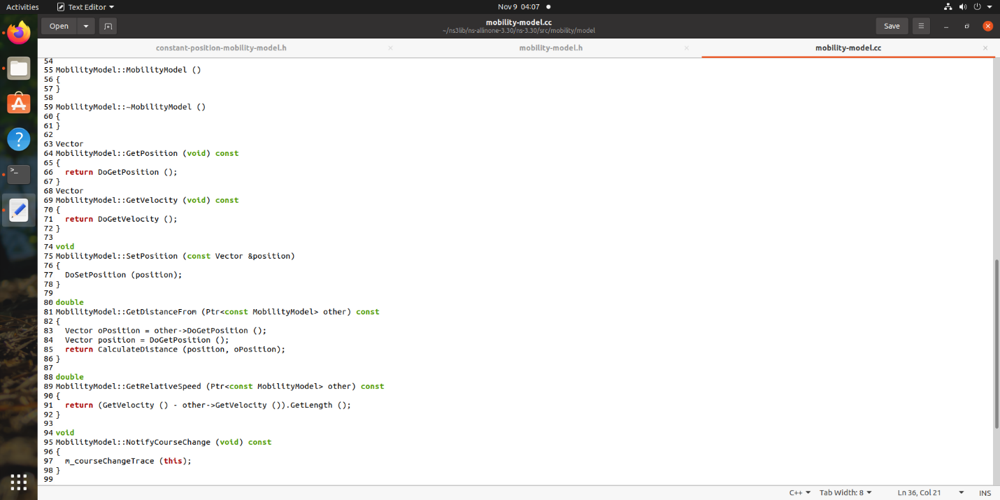 Activities Text Editor Nov 9 04:07
Open mobility-model.cc Save
~/ns3lib/ns-allinone-3.30/ns-3.30/src/mobility/model
constant-position-mobility-model.h mobility-model.h mobility-model.cc
54
55 MobilityModel::MobilityModel ()
56 {
57 }
58
59 MobilityModel::~MobilityModel ()
60 {
61 }
62
63 Vector
64 MobilityModel::GetPosition (void) const
65 {
66   return DoGetPosition ();
67 }
68 Vector
69 MobilityModel::GetVelocity (void) const
70 {
71   return DoGetVelocity ();
72 }
73
74 void
75 MobilityModel::SetPosition (const Vector &position)
76 {
77   DoSetPosition (position);
78 }
79
80 double
81 MobilityModel::GetDistanceFrom (Ptr<const MobilityModel> other) const
82 {
83   Vector oPosition = other->DoGetPosition ();
84   Vector position = DoGetPosition ();
85   return CalculateDistance (position, oPosition);
86 }
87
88 double
89 MobilityModel::GetRelativeSpeed (Ptr<const MobilityModel> other) const
90 {
91   return (GetVelocity () - other->GetVelocity ()).GetLength ();
92 }
93
94 void
95 MobilityModel::NotifyCourseChange (void) const
96 {
97   m_courseChangeTrace (this);
98 }
99
C++ Tab Width: 8 Ln 36, Col 21 INS